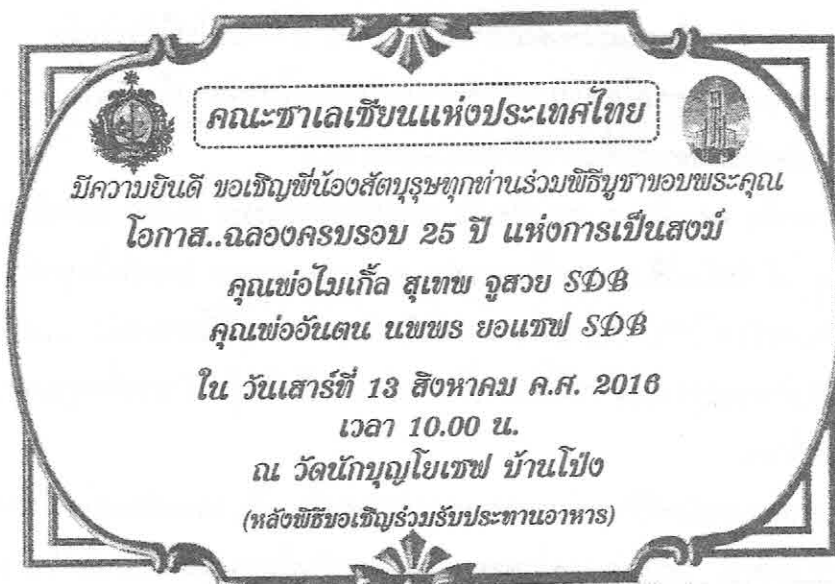 คณะซาเลเซียนแห่งประเทศไทย
มีความยินดี ขอเชิญพี่น้องสัตบุรุษทุกท่านร่วมพิธีบูชาขอบพระคุณ
โอกาส..ฉลองครบรอบ 25 ปี แห่งการเป็นสงฆ์
คุณพ่อไมเกิ้ล สุเทพ จูสวย SDB
คุณพ่ออันตน นพพร ยอแซฟ SDB
ใน วันเสาร์ที่ 13 สิงหาคม ค.ศ. 2016
เวลา 10.00 น.
ณ วัดนักบุญโยเซฟ บ้านโป่ง
(หลังพิธีขอเชิญร่วมรับประทานอาหาร)